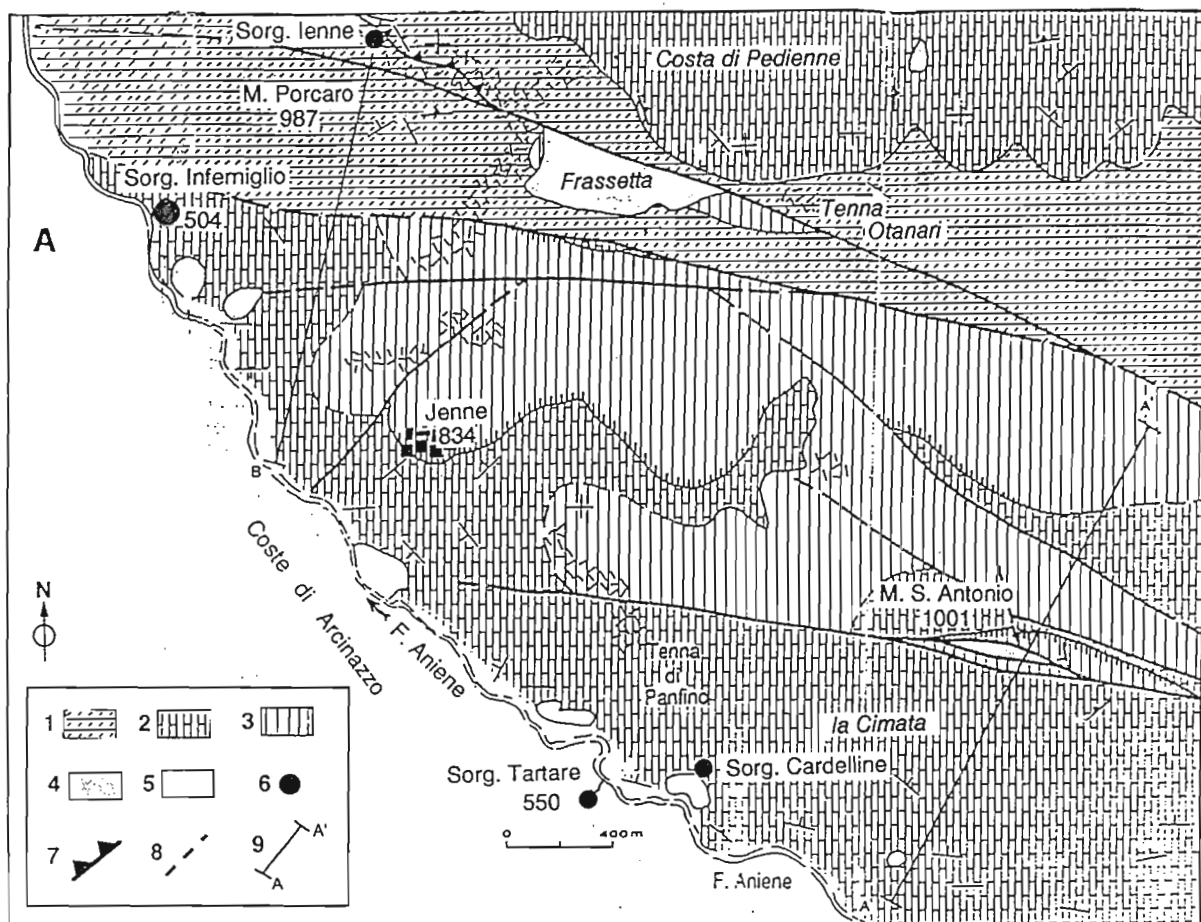 Sorg. Ienne
Costa di Pedienne
M. Porcaro
987
Sorg. Infemiglio
504
Frassetta
Tenna
Otanari
A
A'
Jenne
834
B
N
M. S. Antonio
1001
Coste di Arcinazzo
F. Aniene
enna
di
Panfino
la Cimata
Sorg. Tartare
550
Sorg. Cardelline
0 400m
F. Aniene
A
1
2
3
4
5
6
7
8
9
A'
A